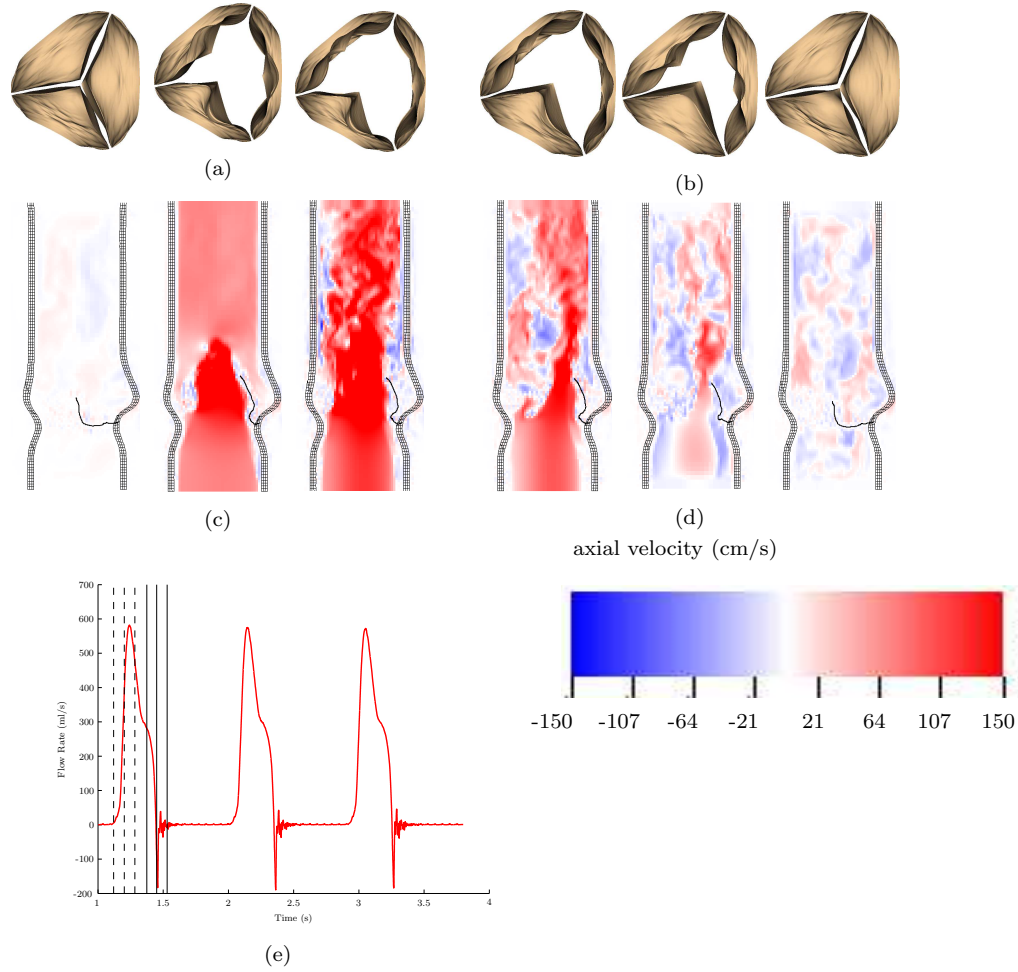 (a)
(b)
(c)
(d)
axial velocity (cm/s)
-150 -107 -64 -21 21 64 107 150
700
600
500
400
300
200
100
0
-100
-200
Flow Rate (ml/s)
1 1.5 2 2.5 3 3.5 4
Time (s)
(e)